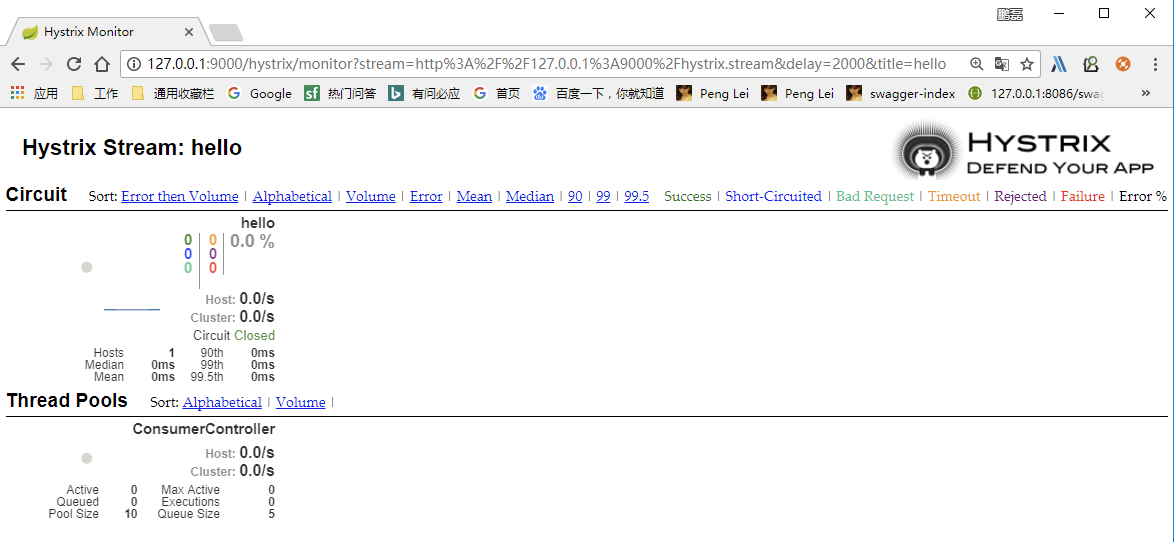 鹏磊
Hystrix Monitor
127.0.0.1:9000/hystrix/monitor?stream=http%3A%2F%2F127.0.0.1%3A9000%2Fhystrix.stream&delay=2000&title=hello
应用 工作 通用收藏栏 Google sf 热门问答 有问必应 首页 百度一下，你就知道 Peng Lei Peng Lei swagger-index 127.0.0.1:8086/swag »
Hystrix Stream: hello
HYSTRIX
DEFEND YOUR APP
Circuit Sort: Error then Volume | Alphabetical | Volume | Error | Mean | Median | 90 | 99 | 99.5 Success | Short-Circuited | Bad Request | Timeout | Rejected | Failure | Error %
hello
0 0 0.0 %
0 0
0 0
Host: 0.0/s
Cluster: 0.0/s
Circuit Closed
Hosts 1 90th 0ms
Median 0ms 99th 0ms
Mean 0ms 99.5th 0ms
Thread Pools Sort: Alphabetical | Volume |
ConsumerController
Host: 0.0/s
Cluster: 0.0/s
Active 0 Max Active 0
Queued 0 Executions 0
Pool Size 10 Queue Size 5